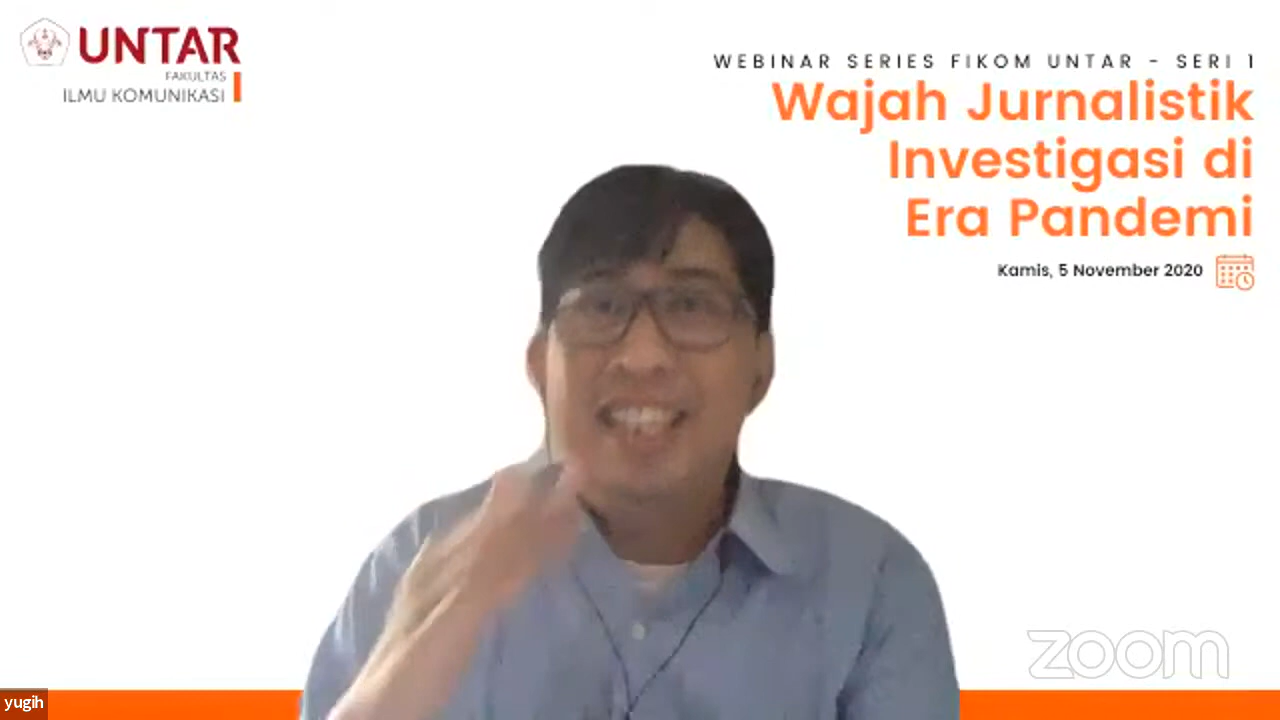 UNTAR
FAKULTAS
ILMU KOMUNIKASI
WEBINAR SERIES FIKOM UNTAR - SERI 1
Wajah Jurnalistik
Investigasi di
Era Pandemi
Kamis, 5 November 2020
zoom
yugih